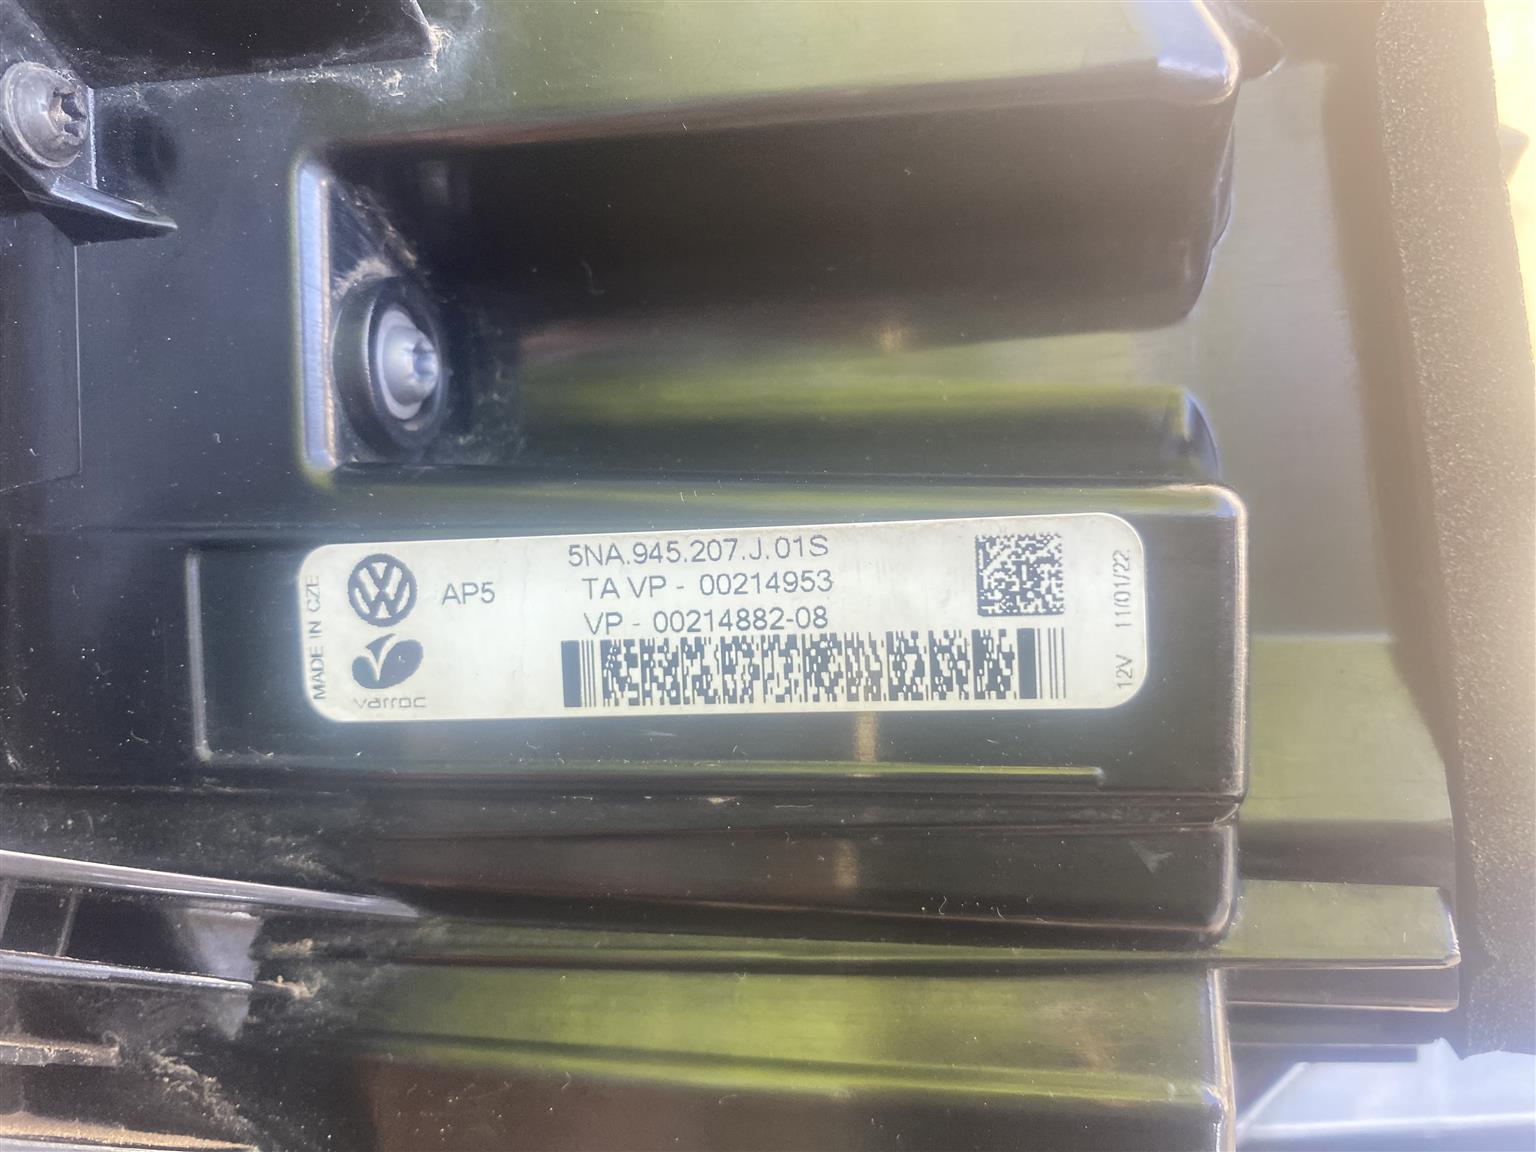 MADE IN CZE
AP5
varroc
5NA.945.207.J.01S
TA VP - 00214953
VP - 00214882-08
12V 11/01/22